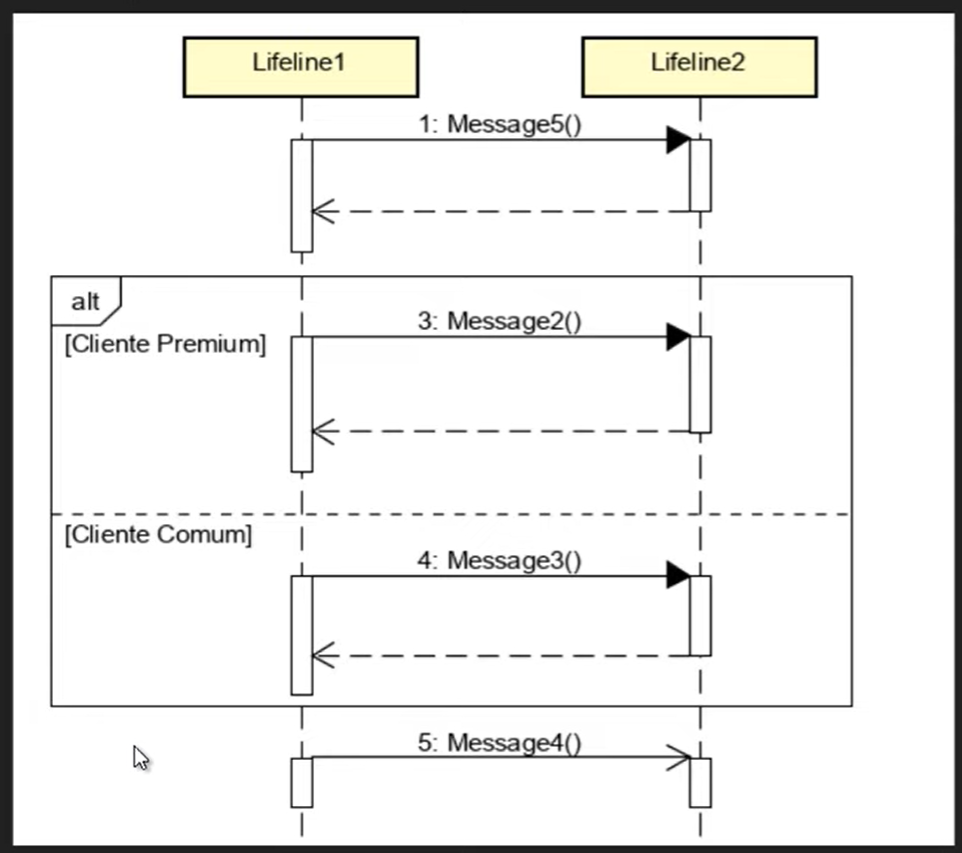 Lifeline1
Lifeline2
1: Message5()
alt
3: Message2()
[Cliente Premium]
[Cliente Comum]
4: Message3()
5: Message4()